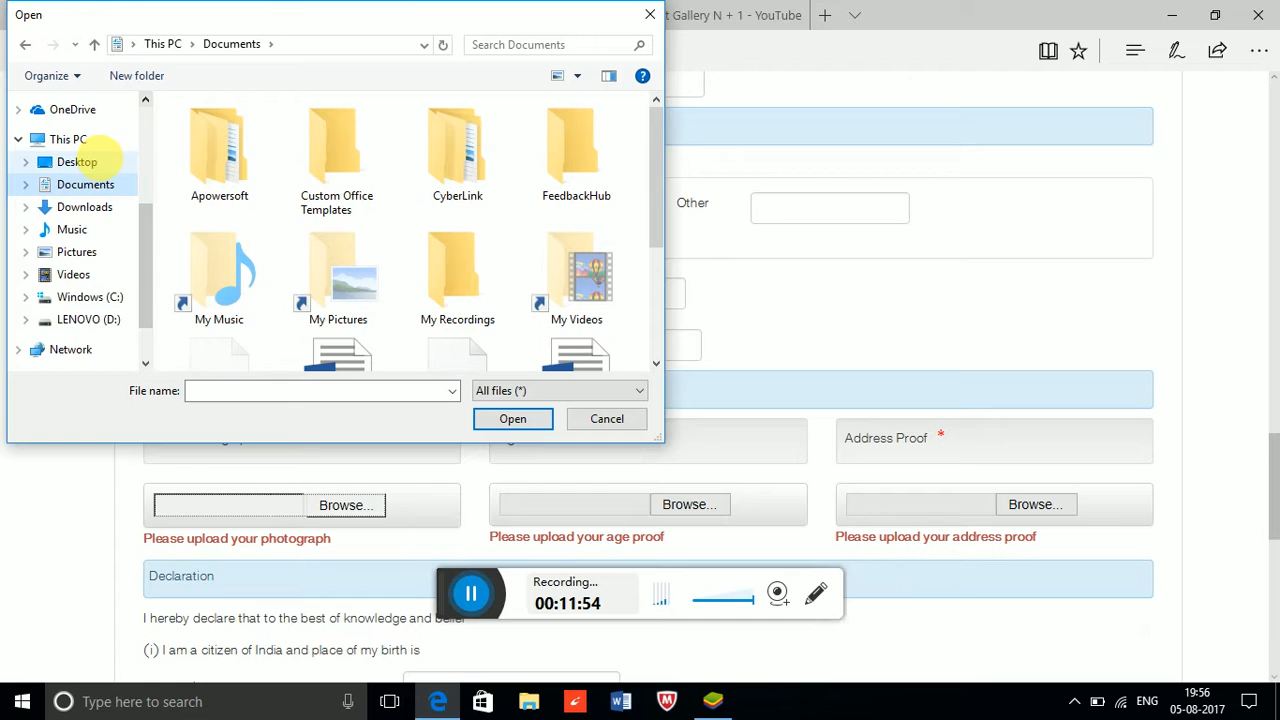 Open
t Gallery N + 1 - YouTube
This PC
Documents
Search Documents
Organize
New folder
OneDrive
This PC
Desktop
Documents
Downloads
Music
Pictures
Videos
Windows (C:)
LENOVO (D:)
Network
Apowersoft
Custom Office
Templates
CyberLink
FeedbackHub
My Music
My Pictures
My Recordings
My Videos
File name:
All files (*)
Open
Cancel
Other
Address Proof *
Browse...
Browse...
Browse...
Please upload your photograph
Please upload your age proof
Please upload your address proof
Declaration
I hereby declare that to the best of knowledge and belief
(i) I am a citizen of India and place of my birth is
Recording...
00:11:54
Type here to search
ENG
19:56
05-08-2017